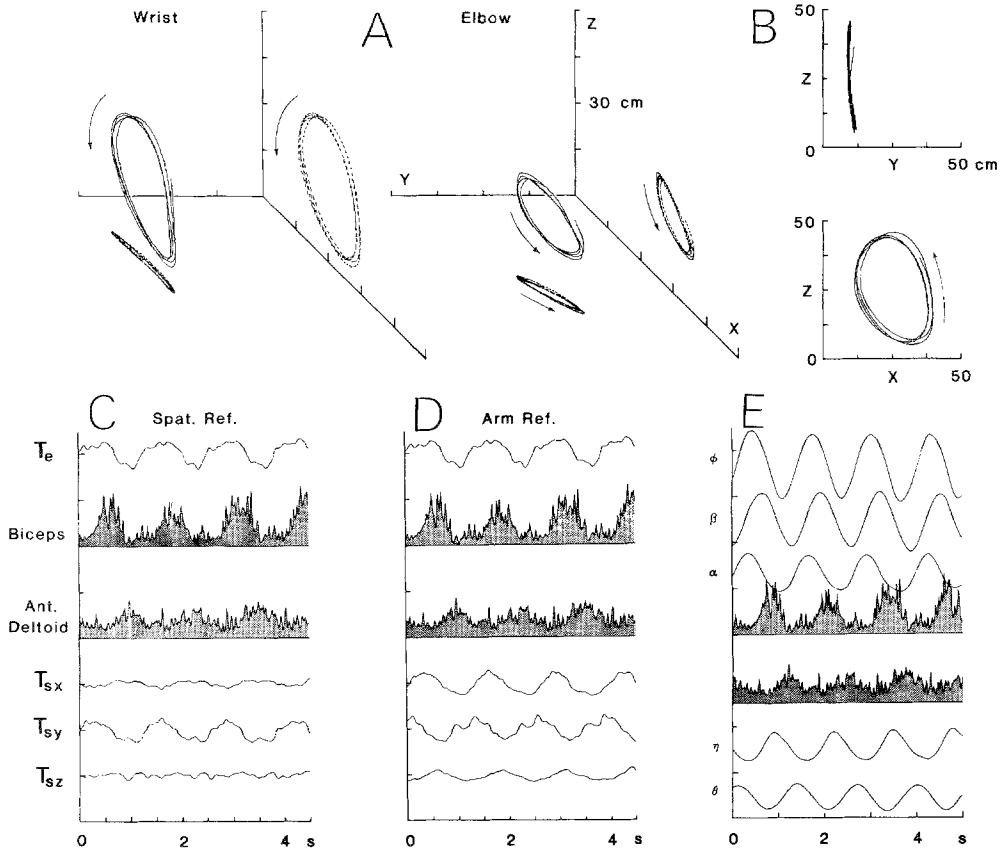 Wrist
A
Elbow
Z
30 cm
Y
X
B
50
Z
0
Y
50 cm
50
Z
0
X
50
C
Spat. Ref.
Te
Biceps
Ant.
Deltoid
Tsx
Tsy
Tsz
0
2
4
s
D
Arm Ref.
0
2
4
s
E
φ
β
α
η
θ
0
2
4
s